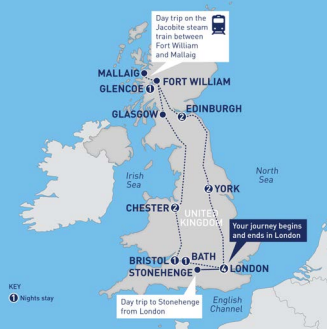 Day trip on the
Jacobite steam
train between
Fort William
and Mallaig
MALLAIG
FORT WILLIAM
GLENCOE 1
GLASGOW
2 EDINBURGH
Irish
Sea
North
Sea
2 YORK
CHESTER 2
UNITED
KINGDOM
Your journey begins
and ends in London
BRISTOL 1
1 BATH
STONEHENGE
4 LONDON
KEY
1 Nights stay
Day trip to Stonehenge
from London
English
Channel